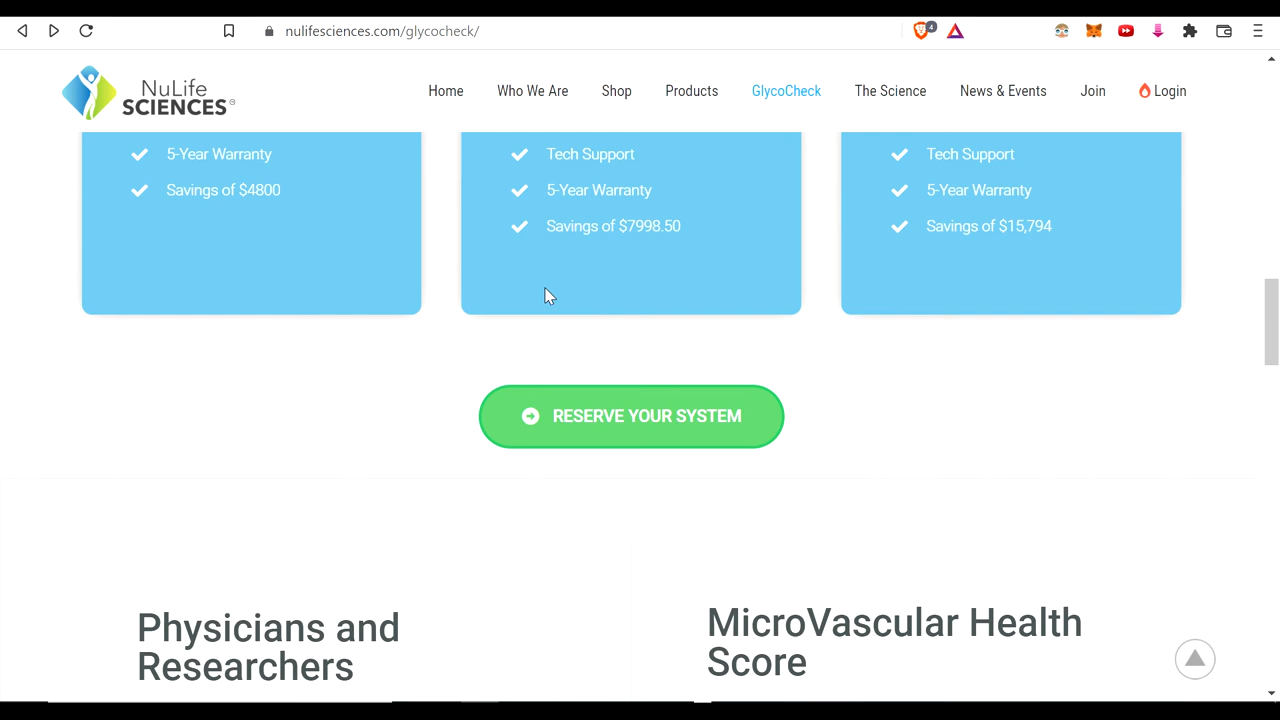 nulifesciences.com/glycocheck/
4
NuLife
SCIENCES
Home
Who We Are
Shop
Products
GlycoCheck
The Science
News & Events
Join
Login
5-Year Warranty
Savings of $4800
Tech Support
5-Year Warranty
Savings of $7998.50
Tech Support
5-Year Warranty
Savings of $15,794
RESERVE YOUR SYSTEM
Physicians and
Researchers
MicroVascular Health
Score